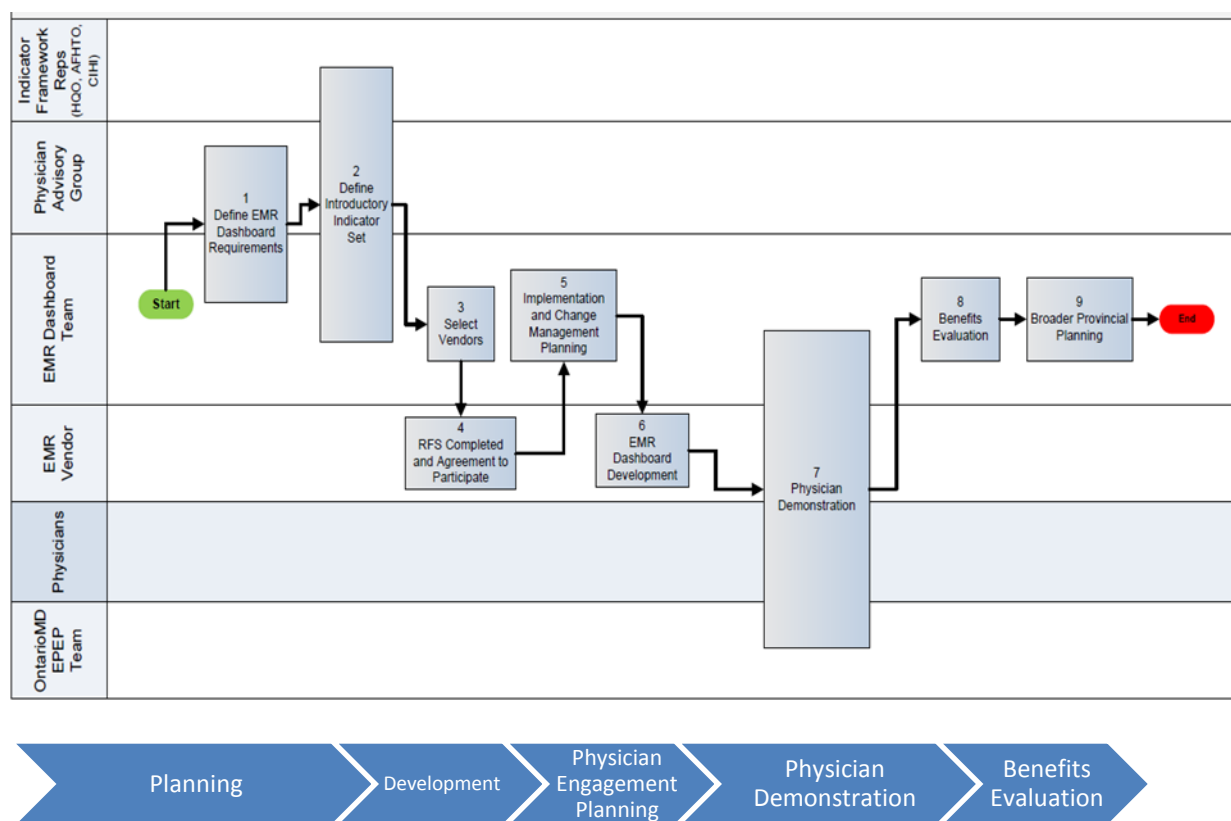 Indicator
Framework
Reps
(HQO, AFHTO,
CIHI)
Physician
Advisory
Group
EMR Dashboard
Team
EMR
Vendor
Physicians
OntarioMD
EPEP
Team
Start
1
Define EMR
Dashboard
Requirements
2
Define
Introductory
Indicator
Set
3
Select
Vendors
4
RFS Completed
and Agreement to
Participate
5
Implementation
and Change
Management
Planning
6
EMR
Dashboard
Development
7
Physician
Demonstration
8
Benefits
Evaluation
9
Broader Provincial
Planning
End
Planning
Development
Physician
Engagement
Planning
Physician
Demonstration
Benefits
Evaluation